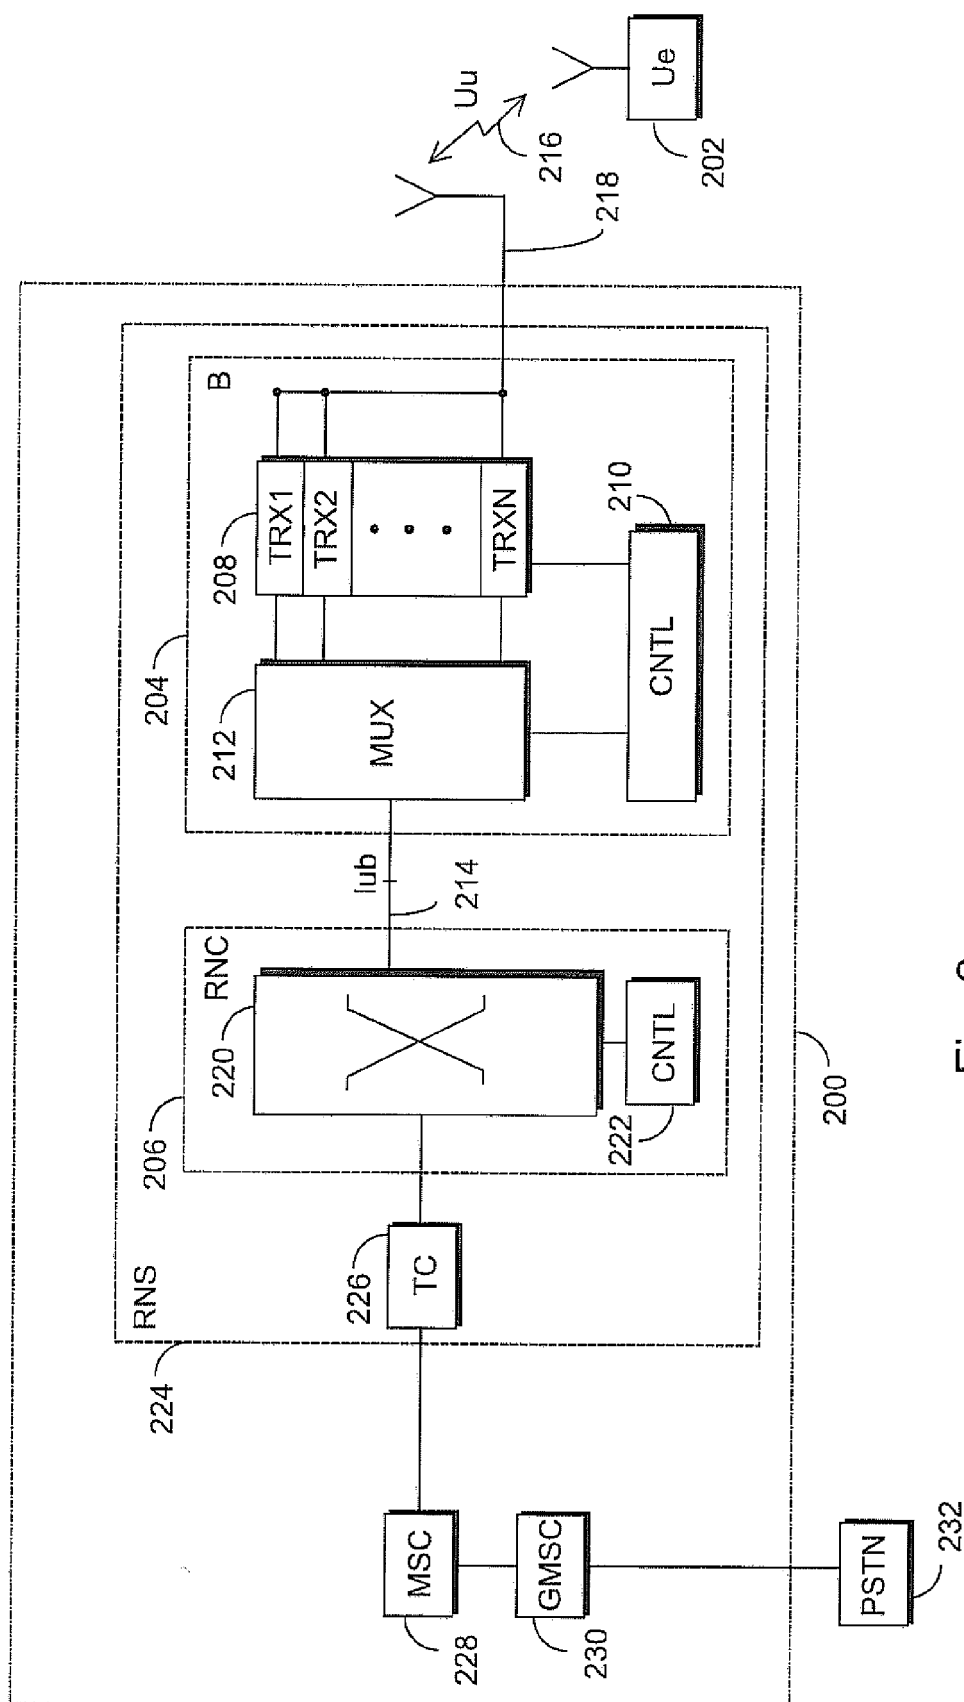 200
RNS
224
204
B
208
TRX1
TRX2
TRXN
212
MUX
210
CNTL
Iub
214
206
RNC
220
222
CNTL
226
TC
218
216
Uu
Ue
202
MSC
228
GMSC
230
PSTN
232